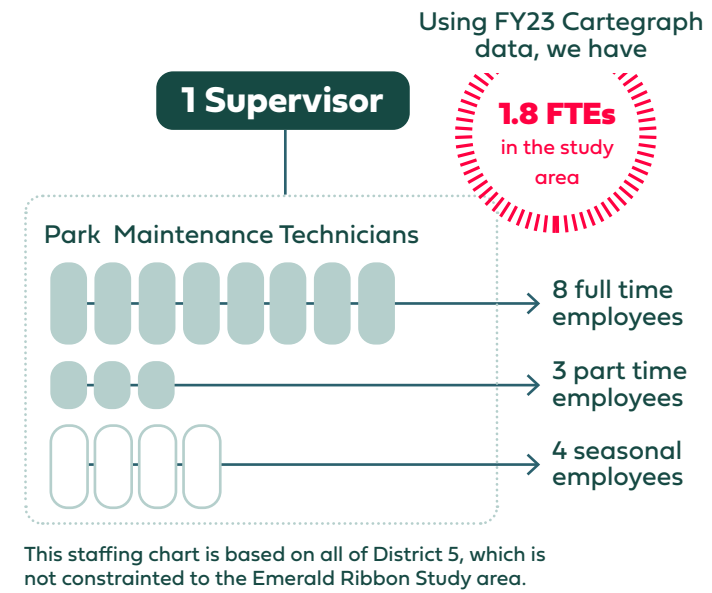 Using FY23 Cartegraph
data, we have
1 Supervisor
1.8 FTEs
in the study
area
Park Maintenance Technicians
8 full time
employees
3 part time
employees
4 seasonal
employees
This staffing chart is based on all of District 5, which is
not constrainted to the Emerald Ribbon Study area.